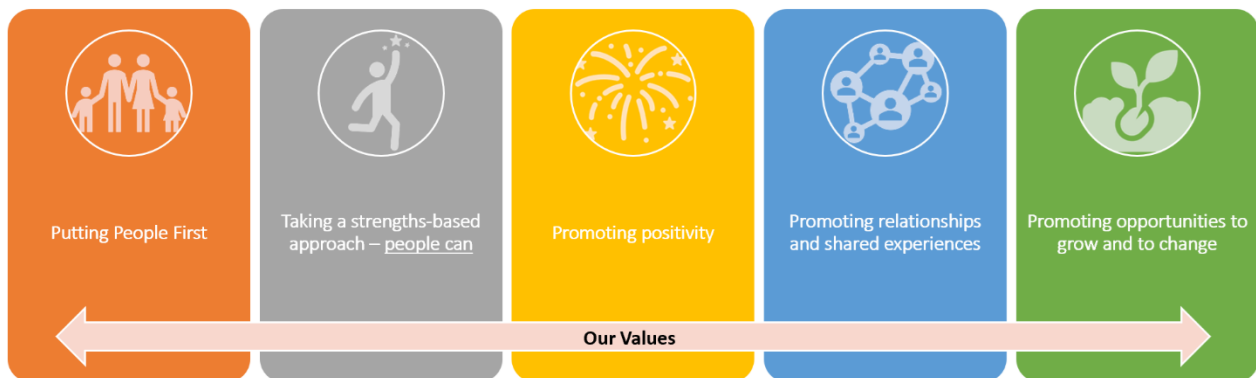 Putting People First
Taking a strengths-based
approach – people can
Promoting positivity
Promoting relationships
and shared experiences
Promoting opportunities to
grow and to change
Our Values